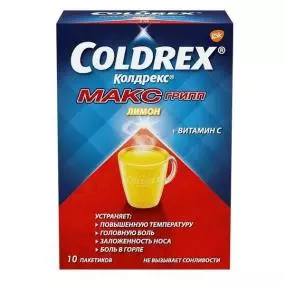 gsk
COLDREX®
Колдрекс®
МАКС ГРИПП
ЛИМОН
+ ВИТАМИН С
УСТРАНЯЕТ:
• ПОВЫШЕННУЮ ТЕМПЕРАТУРУ
• ГОЛОВНУЮ БОЛЬ
• ЗАЛОЖЕННОСТЬ НОСА
• БОЛЬ В ГОРЛЕ
10 ПАКЕТИКОВ НЕ ВЫЗЫВАЕТ СОНЛИВОСТИ